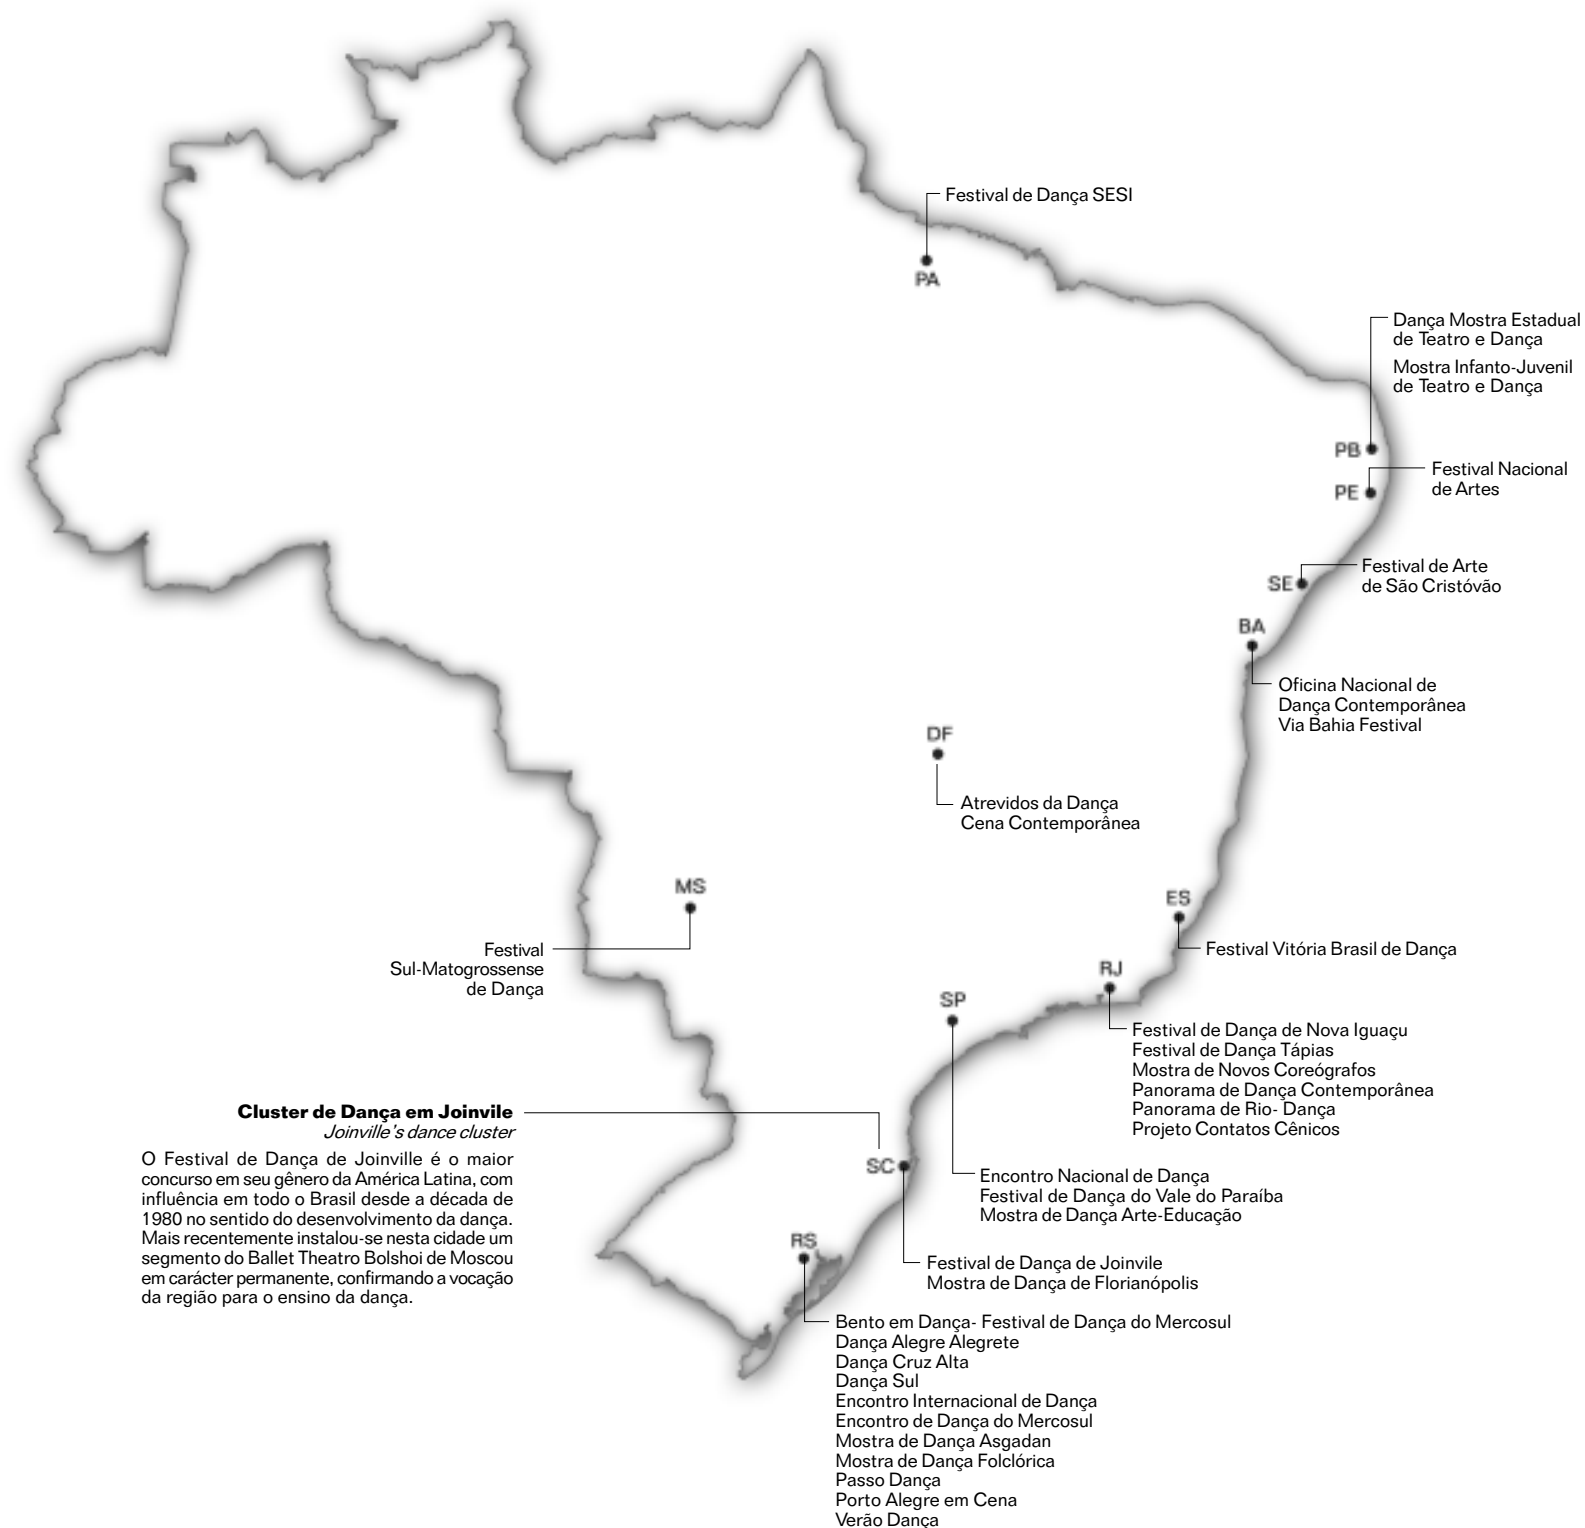 Festival de Dança SESI
PA
Dança Mostra Estadual
de Teatro e Dança
Mostra Infanto-Juvenil
de Teatro e Dança
PB
PE
Festival Nacional
de Artes
SE
Festival de Arte
de São Cristóvão
BA
Oficina Nacional de
Dança Contemporânea
Via Bahia Festival
DF
Atrevidos da Dança
Cena Contemporânea
MS
Festival
Sul-Matogrossense
de Dança
ES
Festival Vitória Brasil de Dança
RJ
Festival de Dança de Nova Iguaçu
Festival de Dança Tápias
Mostra de Novos Coreógrafos
Panorama de Dança Contemporânea
Panorama de Rio- Dança
Projeto Contatos Cênicos
SP
Encontro Nacional de Dança
Festival de Dança do Vale do Paraíba
Mostra de Dança Arte-Educação
Cluster de Dança em Joinvile
Joinville's dance cluster
O Festival de Dança de Joinville é o maior
concurso em seu gênero da América Latina, com
influência em todo o Brasil desde a década de
1980 no sentido do desenvolvimento da dança.
Mais recentemente instalou-se nesta cidade um
segmento do Ballet Theatro Bolshoi de Moscou
em carácter permanente, confirmando a vocação
da região para o ensino da dança.
SC
Festival de Dança de Joinvile
Mostra de Dança de Florianópolis
RS
Bento em Dança- Festival de Dança do Mercosul
Dança Alegre Alegrete
Dança Cruz Alta
Dança Sul
Encontro Internacional de Dança
Encontro de Dança do Mercosul
Mostra de Dança Asgadan
Mostra de Dança Folclórica
Passo Dança
Porto Alegre em Cena
Verão Dança